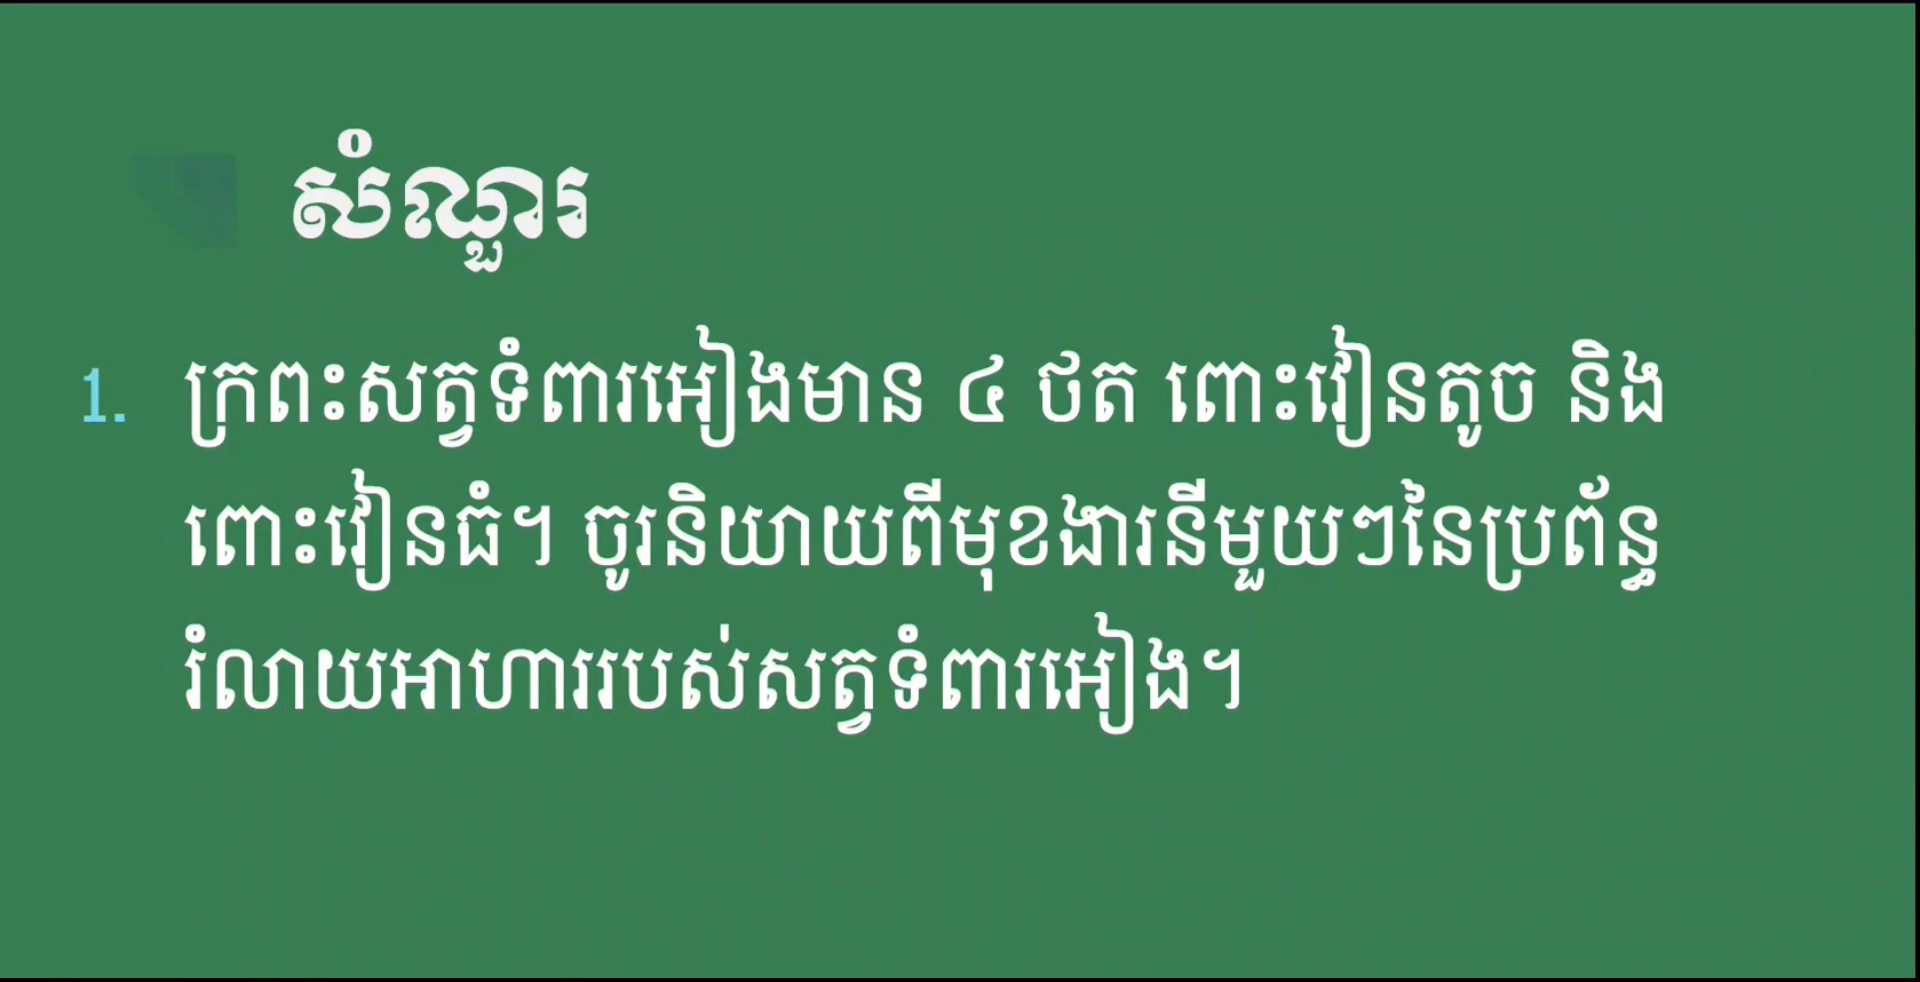 សំណួរ
1. ក្រពះសត្វទំពារអៀងមាន ៤ ថត ពោះវៀនតូច និង
ពោះវៀនធំ។ ចូរនិយាយពីមុខងារនីមួយៗនៃប្រព័ន្ធ
រំលាយអាហាររបស់សត្វទំពារអៀង។